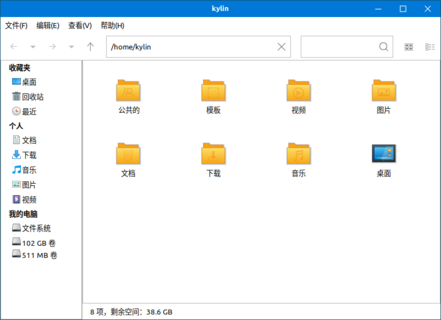 kylin
文件(F) 编辑(E) 查看(V) 帮助(H)
/home/kylin
收藏夹
桌面
回收站
最近
个人
文档
下载
音乐
图片
视频
我的电脑
文件系统
102 GB 卷
511 MB 卷
公共的 模板 视频 图片
文档 下载 音乐 桌面
8 项，剩余空间：38.6 GB